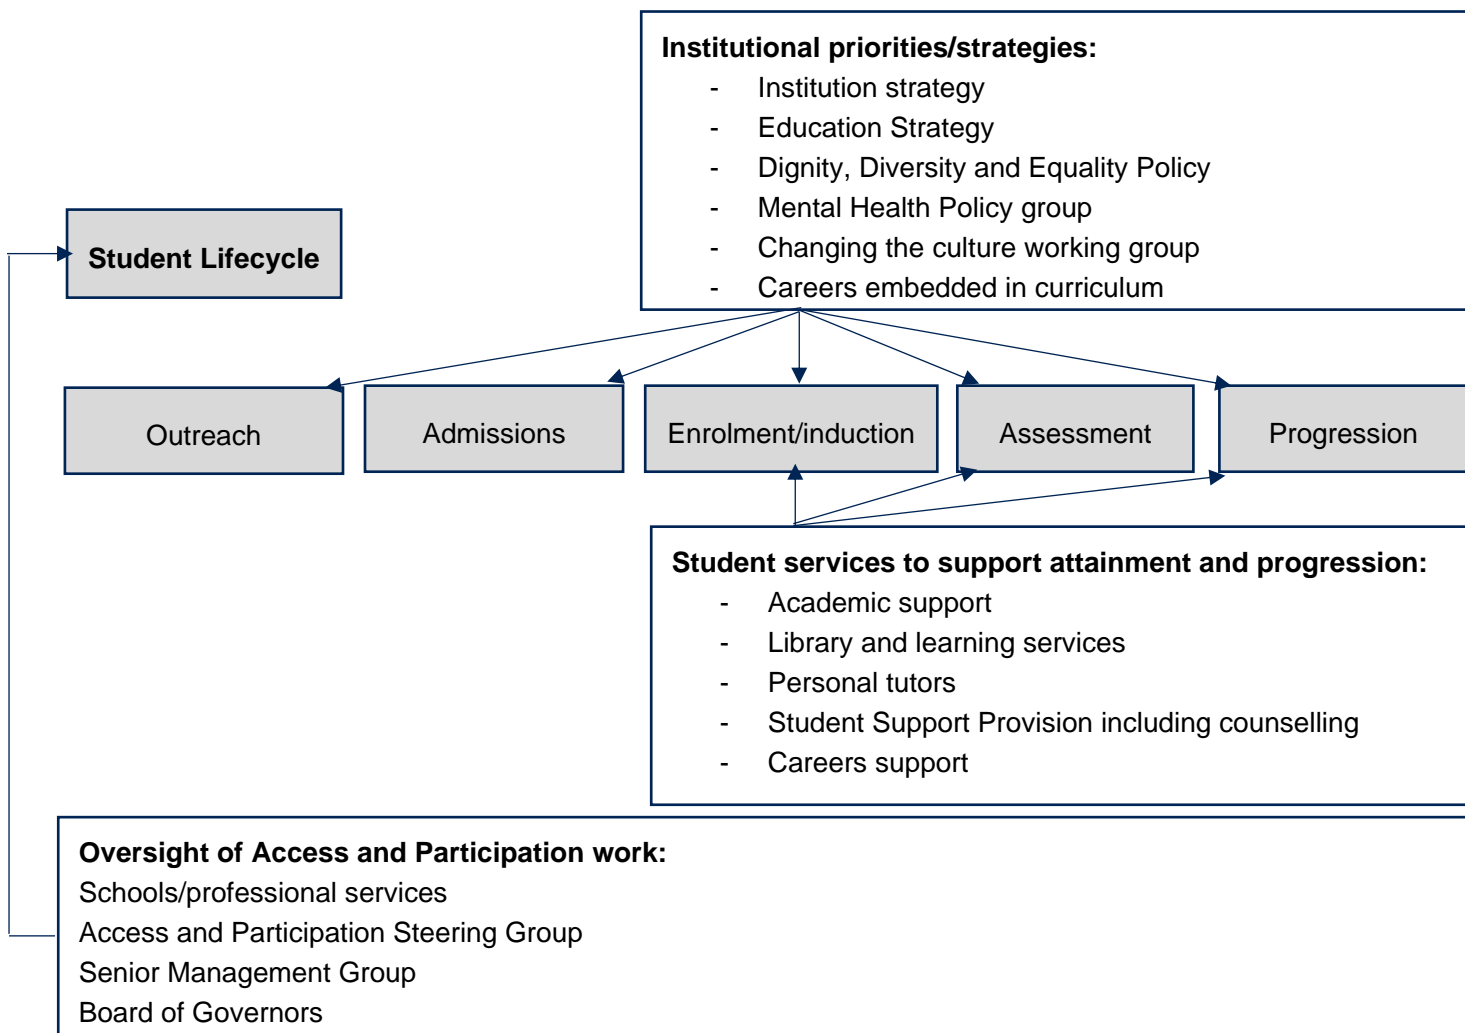 Institutional priorities/strategies:
- Institution strategy
- Education Strategy
- Dignity, Diversity and Equality Policy
- Mental Health Policy group
- Changing the culture working group
- Careers embedded in curriculum
Student Lifecycle
Outreach
Admissions
Enrolment/induction
Assessment
Progression
Student services to support attainment and progression:
- Academic support
- Library and learning services
- Personal tutors
- Student Support Provision including counselling
- Careers support
Oversight of Access and Participation work:
Schools/professional services
Access and Participation Steering Group
Senior Management Group
Board of Governors